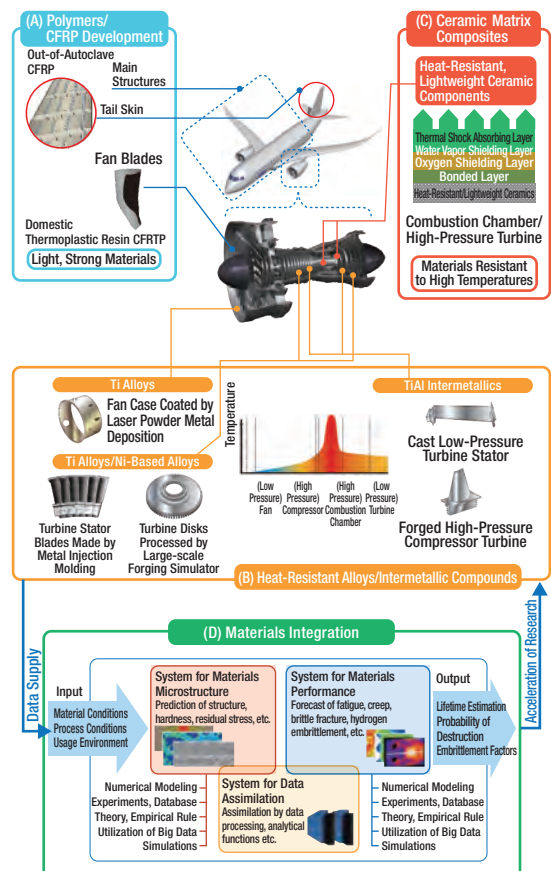 (A) Polymers/
CFRP Development
Out-of-Autoclave
CFRP
Main
Structures
Tail Skin
Fan Blades
Domestic
Thermoplastic Resin CFRTP
Light, Strong Materials
(C) Ceramic Matrix
Composites
Heat-Resistant,
Lightweight Ceramic
Components
Thermal Shock Absorbing Layer
Water Vapor Shielding Layer
Oxygen Shielding Layer
Bonded Layer
Heat-Resistant/Lightweight Ceramics
Combustion Chamber/
High-Pressure Turbine
Materials Resistant
to High Temperatures
Ti Alloys
Fan Case Coated by
Laser Powder Metal
Deposition
Ti Alloys/Ni-Based Alloys
Turbine Stator
Blades Made by
Metal Injection
Molding
Turbine Disks
Processed by
Large-scale
Forging Simulator
Temperature
(Low
Pressure)
Fan
(High
Pressure)
Compressor
(High
Pressure)
Combustion
Chamber
(Low
Pressure)
Turbine
TiAl Intermetallics
Cast Low-Pressure
Turbine Stator
Forged High-Pressure
Compressor Turbine
(B) Heat-Resistant Alloys/Intermetallic Compounds
Data Supply
Acceleration of Research
(D) Materials Integration
Input
Material Conditions
Process Conditions
Usage Environment
System for Materials
Microstructure
Prediction of structure,
hardness, residual stress, etc.
System for Materials
Performance
Forecast of fatigue, creep,
brittle fracture, hydrogen
embrittlement, etc.
Output
Lifetime Estimation
Probability of
Destruction
Embrittlement Factors
Numerical Modeling
Experiments, Database
Theory, Empirical Rule
Utilization of Big Data
Simulations
System for Data
Assimilation
Assimilation by data
processing, analytical
functions etc.
Numerical Modeling
Experiments, Database
Theory, Empirical Rule
Utilization of Big Data
Simulations